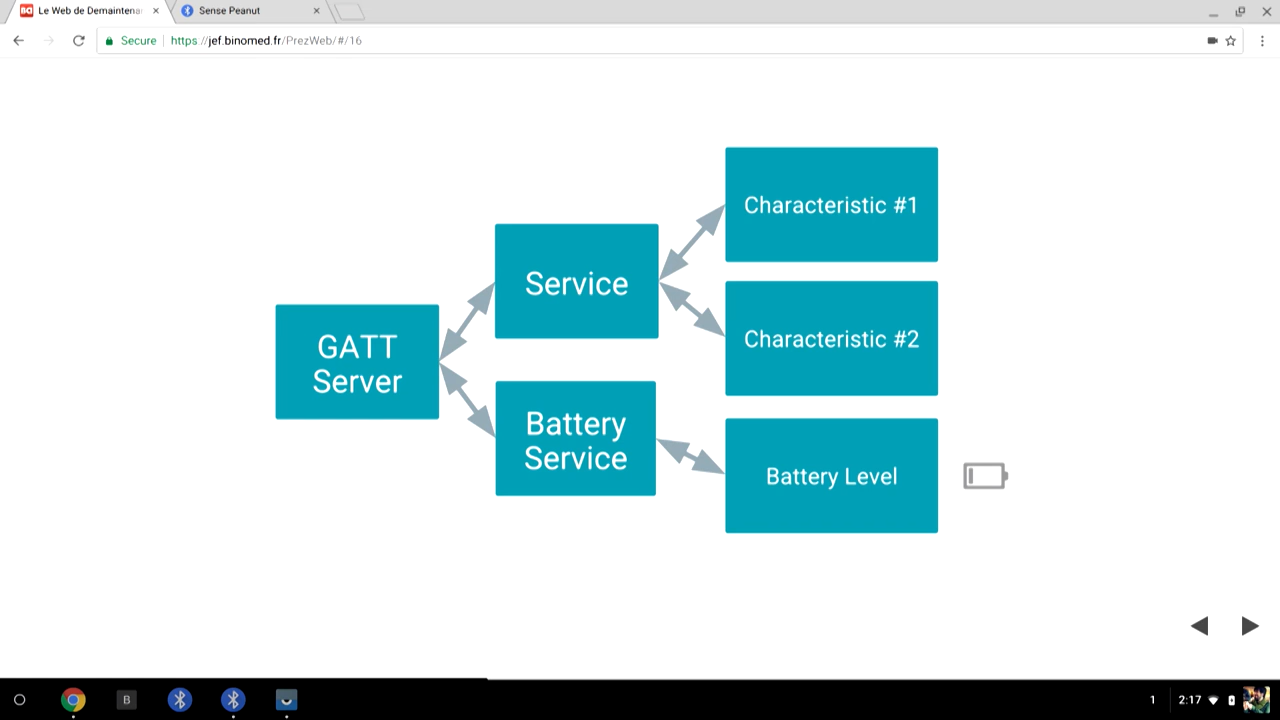 Le Web de Demaintena
Sense Peanut
Secure
https://jef.binomed.fr/PrezWeb/#/16
Characteristic #1
Service
Characteristic #2
GATT
Server
Battery
Service
Battery Level
B
1
2:17